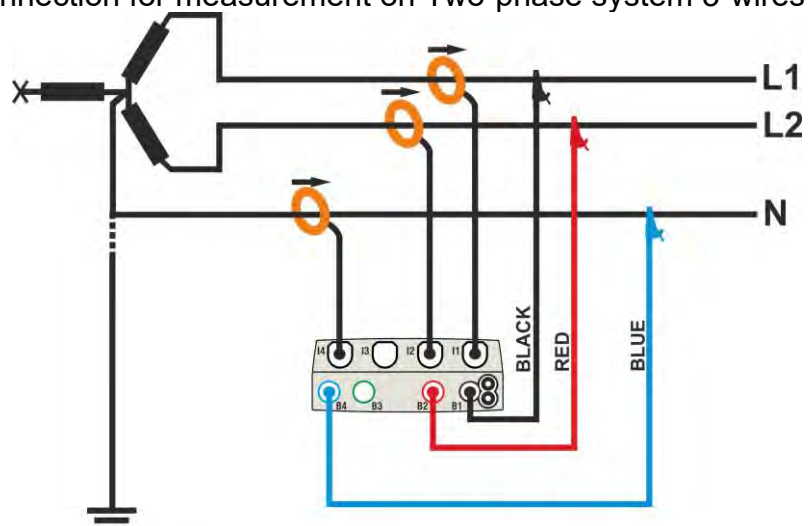 nnection for measurement on Two phase system 3 wires
L1
L2
N
BLACK
RED
BLUE
I4 I3 I2 I1
B4 B3 B2 B1